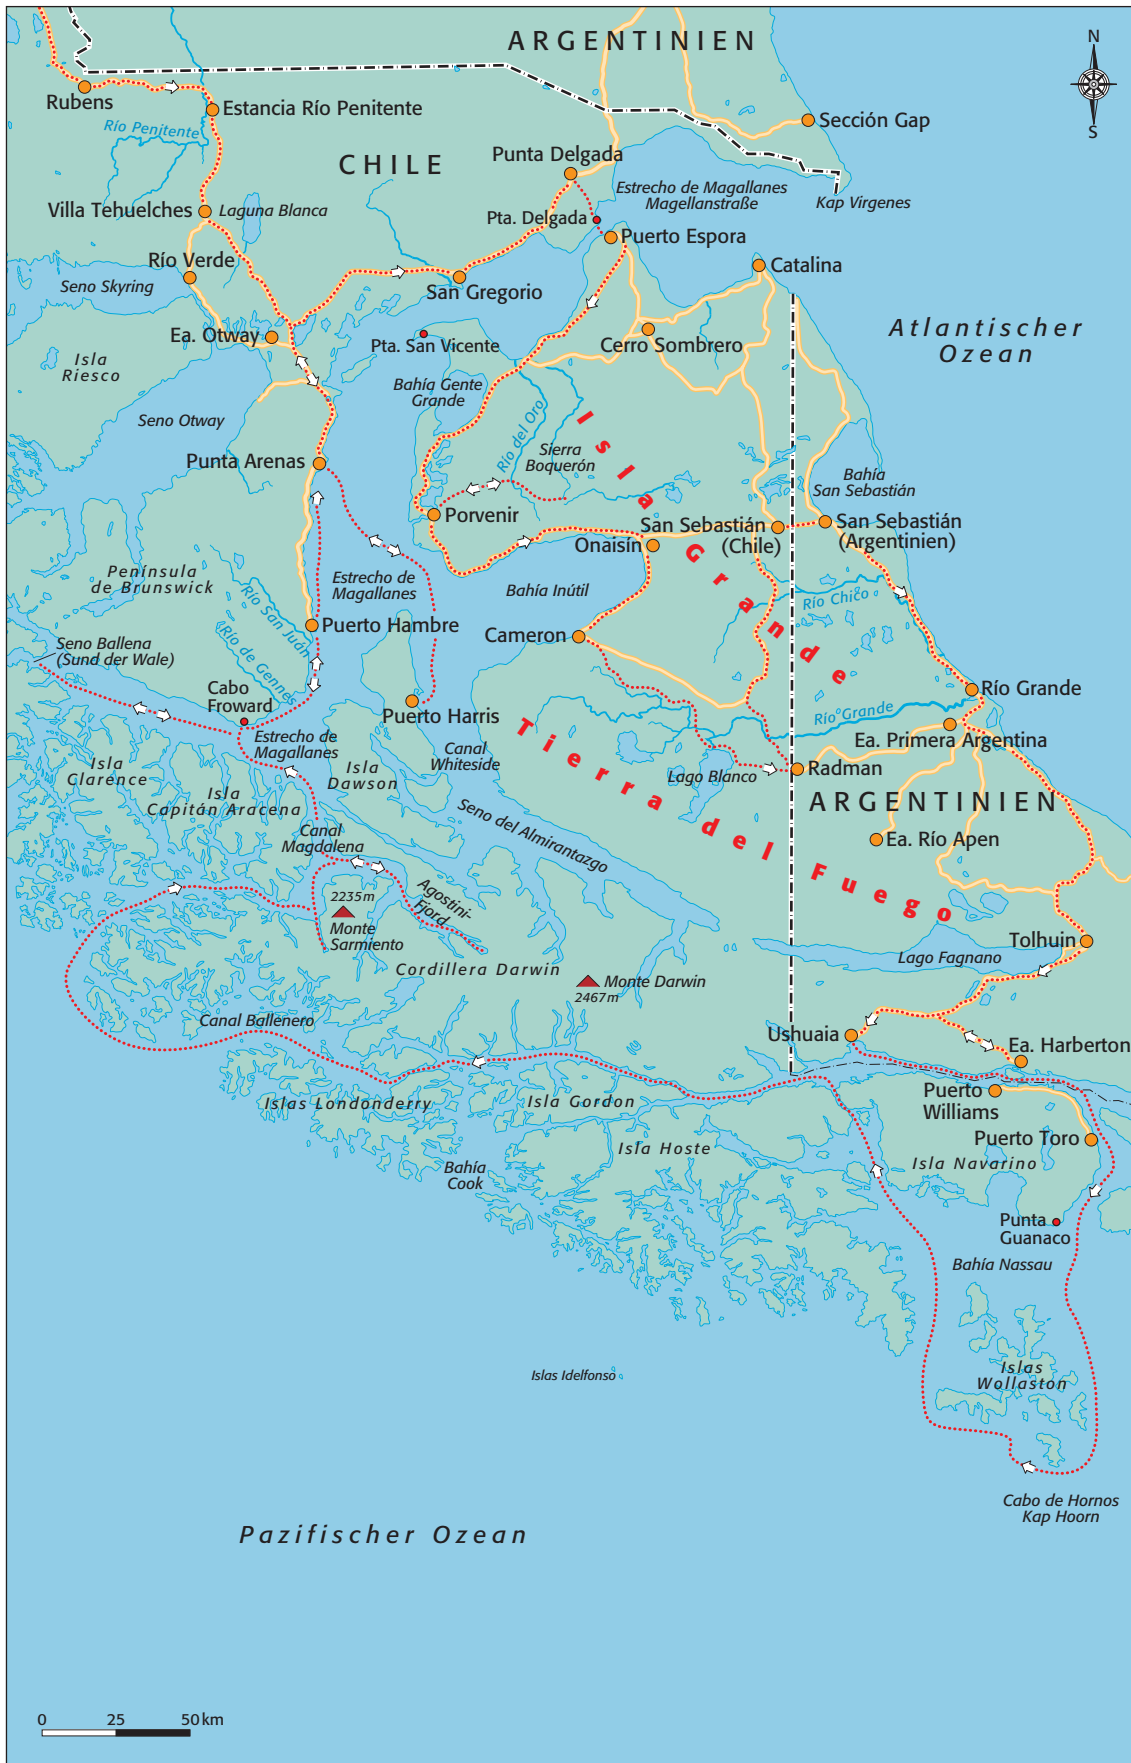 ARGENTINIEN
N
S
Rubens
Estancia Río Penitente
Sección Gap
Río Penitente
CHILE
Punta Delgada
Estrecho de Magallanes
Magellanstraße
Kap Virgenes
Villa Tehuelches
Laguna Blanca
Pta. Delgada
Puerto Espora
Río Verde
Catalina
Seno Skyring
San Gregorio
Atlantischer
Ozean
Ea. Otway
Pta. San Vicente
Cerro Sombrero
Isla
Riesco
Bahía Gente
Grande
Seno Otway
Río del Oro
Isla Grande
Sierra
Boquerón
Punta Arenas
Bahía
San Sebastián
Porvenir
San Sebastián
(Chile)
San Sebastián
(Argentinien)
Onaisín
Península
de Brunswick
Estrecho de
Magallanes
Bahía Inútil
Río Chico
Río San Juán
Río de Gennes
Puerto Hambre
Cameron
Seno Ballena
(Sund der Wale)
Cabo
Froward
Puerto Harris
Río Grande
Río Grande
Ea. Primera Argentina
Estrecho de
Magallanes
Canal
Whiteside
Tierra del Fuego
Isla
Clarence
Isla
Dawson
Lago Blanco
Radman
Isla
Capitán Aracena
ARGENTINIEN
Seno del Almirantazgo
Canal
Magdalena
Ea. Río Apen
Agostini-
Fjord
2235m
Monte
Sarmiento
Tolhuin
Lago Fagnano
Cordillera Darwin
Monte Darwin
2467m
Canal Ballenero
Ushuaia
Ea. Harberton
Islas Londonderry
Isla Gordon
Puerto
Williams
Isla Hoste
Puerto Toro
Isla Navarino
Bahía
Cook
Punta
Guanaco
Bahía Nassau
Islas Idelfonso
Islas
Wollaston
Cabo de Hornos
Kap Hoorn
Pazifischer Ozean
0 25 50 km